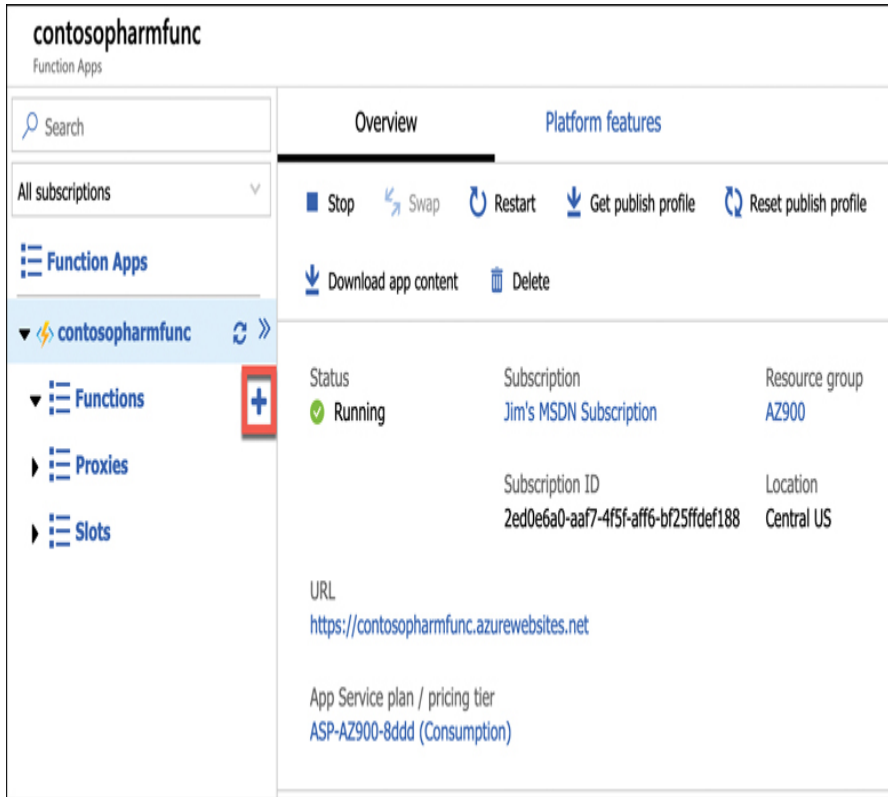 contosopharmfunc
Function Apps
Search
All subscriptions
Function Apps
contosopharmfunc
Functions
Proxies
Slots
Overview Platform features
Stop Swap Restart Get publish profile Reset publish profile
Download app content Delete
Status Subscription Resource group
Running Jim's MSDN Subscription AZ900
Subscription ID Location
2ed0e6a0-aaf7-4f5f-aff6-bf25ffdef188 Central US
URL
https://contosopharmfunc.azurewebsites.net
App Service plan / pricing tier
ASP-AZ900-8ddd (Consumption)